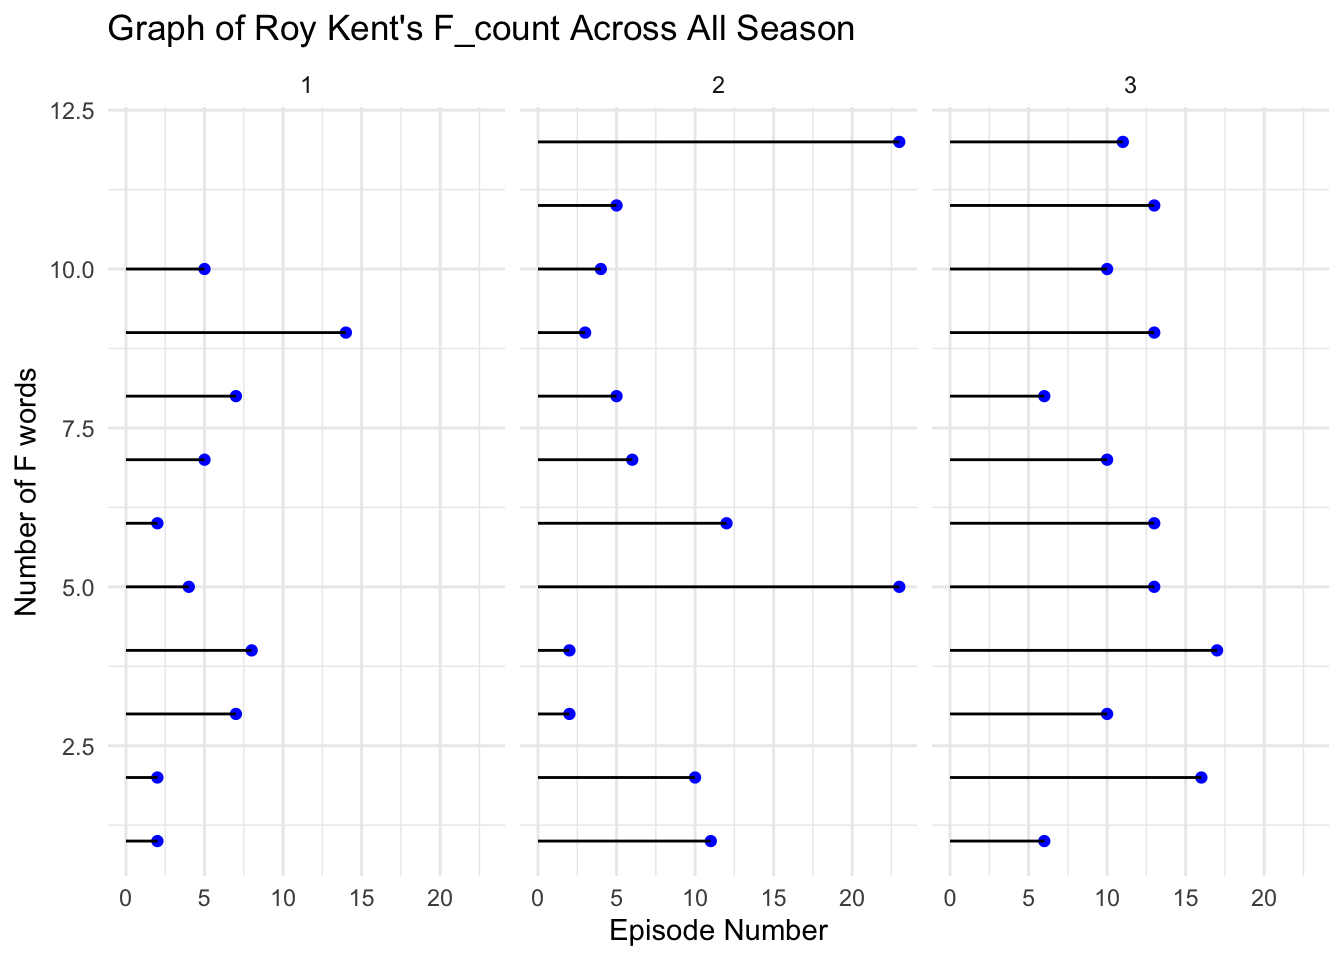 Graph of Roy Kent's F_count Across All Season
1 2 3
12.5
10.0
7.5
5.0
2.5
Number of F words
0 5 10 15 20 0 5 10 15 20 0 5 10 15 20
Episode Number